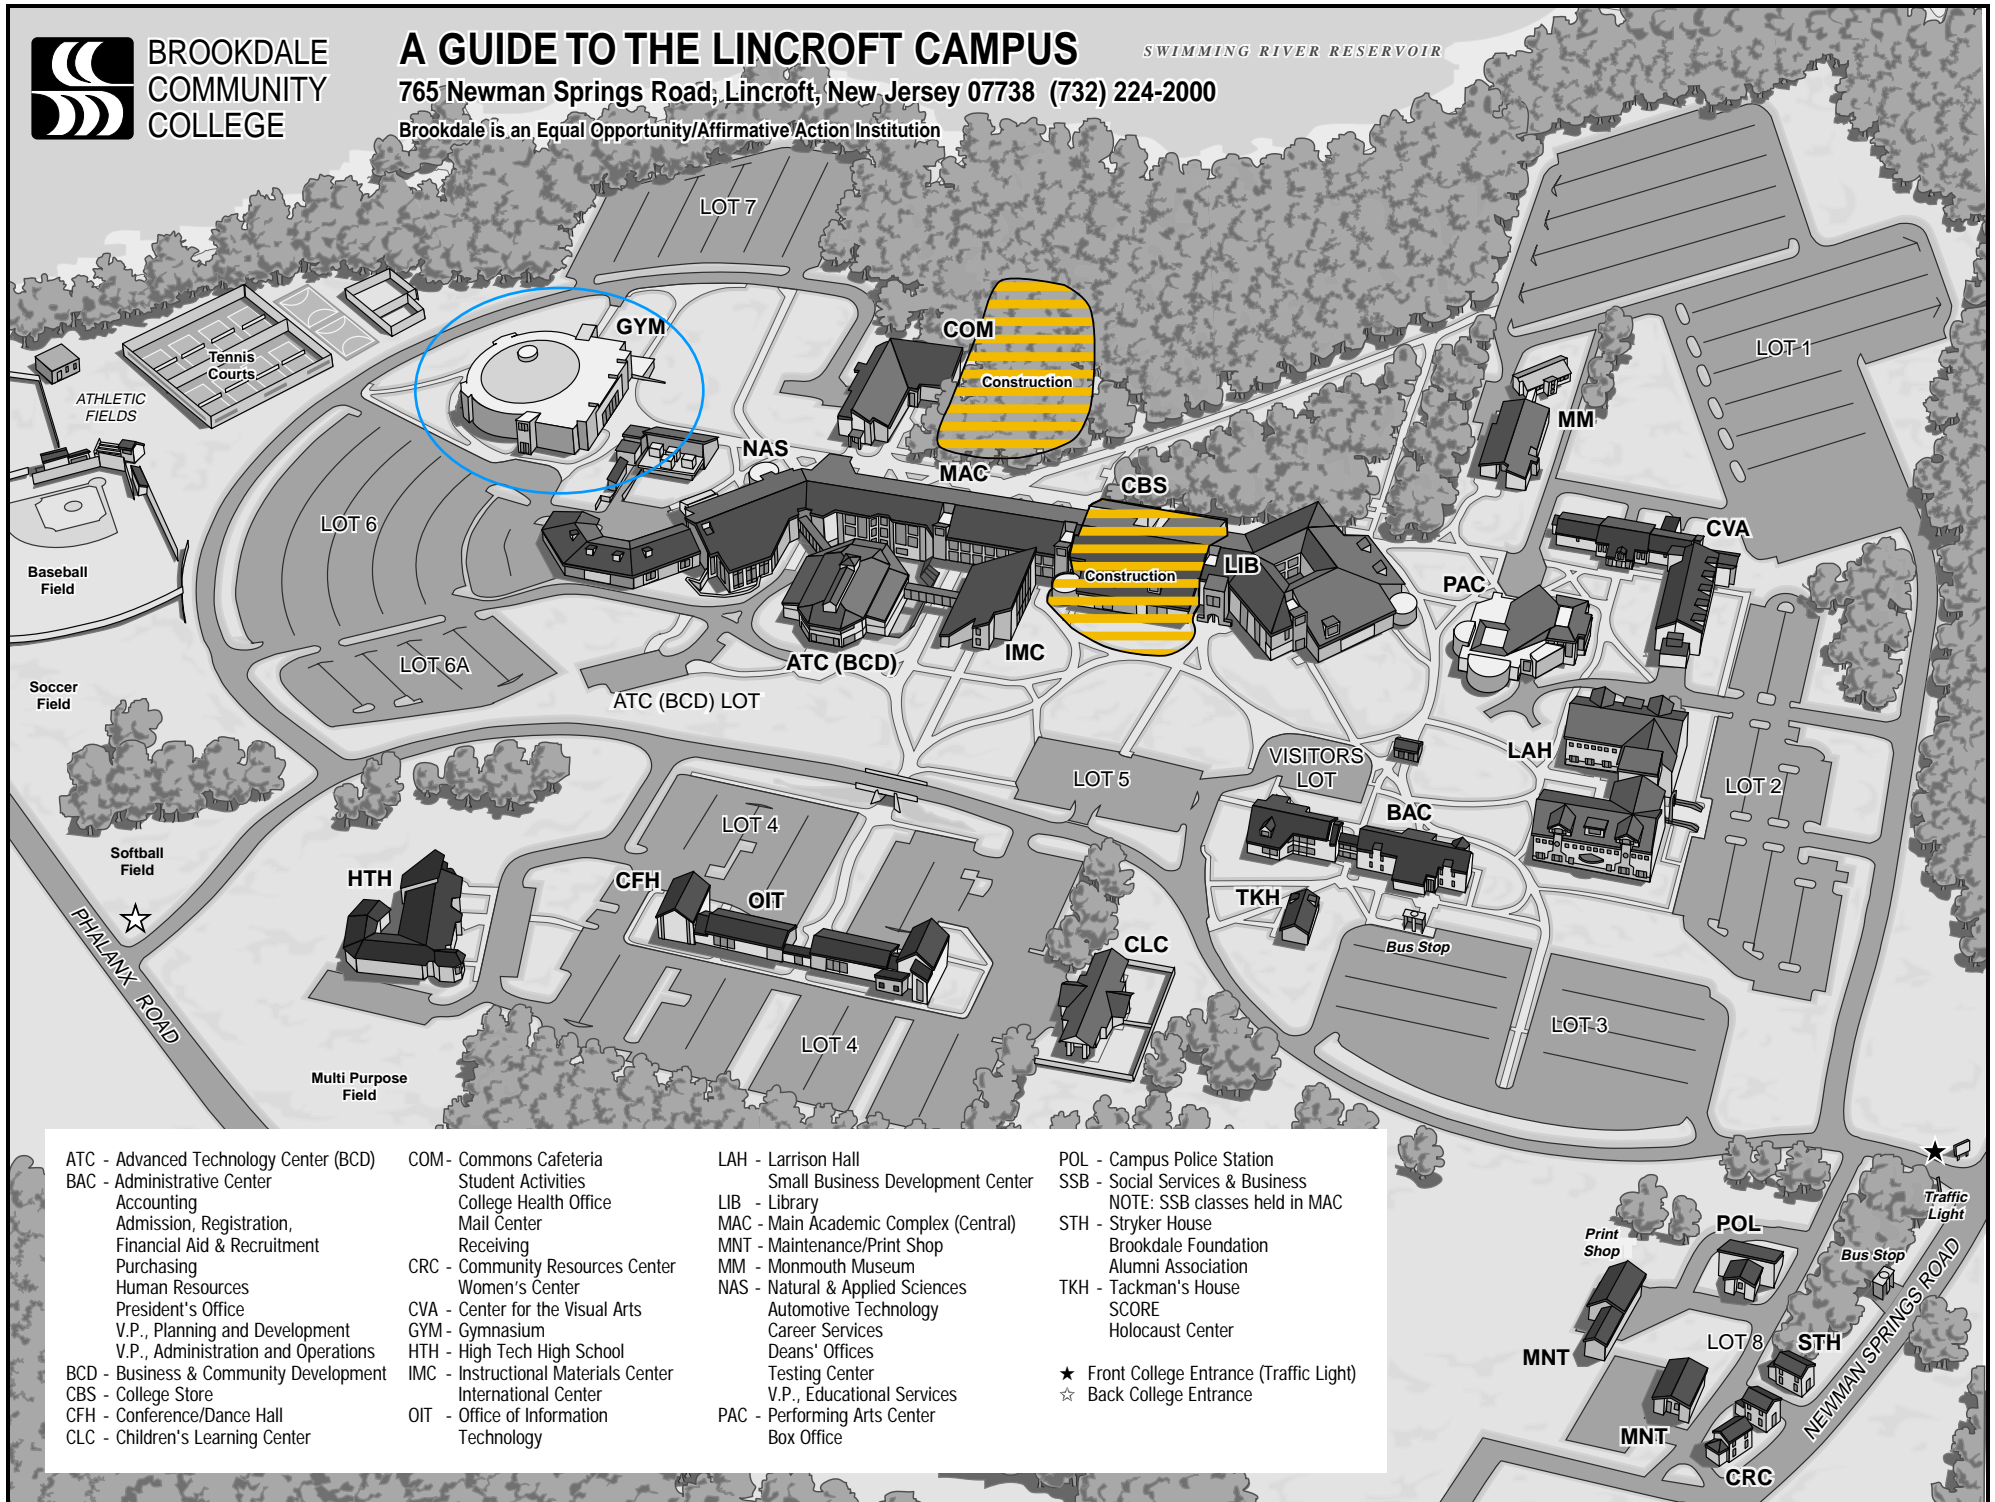 BROOKDALE
COMMUNITY
COLLEGE
A GUIDE TO THE LINCROFT CAMPUS
765 Newman Springs Road, Lincroft, New Jersey 07738 (732) 224-2000
Brookdale is an Equal Opportunity/Affirmative Action Institution
SWIMMING RIVER RESERVOIR
LOT 7
GYM
COM
Construction
Tennis
Courts
ATHLETIC
FIELDS
LOT 1
MM
NAS
MAC
CBS
LOT 6
CVA
Baseball
Field
Construction
LIB
PAC
ATC (BCD)
IMC
LOT 6A
Soccer
Field
ATC (BCD) LOT
LAH
VISITORS
LOT
LOT 5
LOT 2
BAC
LOT 4
Softball
Field
HTH
CFH
OIT
TKH
Bus Stop
CLC
PHALANX ROAD
LOT 3
LOT 4
Multi Purpose
Field
Traffic
Light
POL
Print
Shop
Bus Stop
LOT 8
STH
MNT
NEWMAN SPRINGS ROAD
MNT
CRC
ATC - Advanced Technology Center (BCD)
BAC - Administrative Center
Accounting
Admission, Registration,
Financial Aid & Recruitment
Purchasing
Human Resources
President's Office
V.P., Planning and Development
V.P., Administration and Operations
BCD - Business & Community Development
CBS - College Store
CFH - Conference/Dance Hall
CLC - Children's Learning Center
COM - Commons Cafeteria
Student Activities
College Health Office
Mail Center
Receiving
CRC - Community Resources Center
Women's Center
CVA - Center for the Visual Arts
GYM - Gymnasium
HTH - High Tech High School
IMC - Instructional Materials Center
International Center
OIT - Office of Information
Technology
LAH - Larrison Hall
Small Business Development Center
LIB - Library
MAC - Main Academic Complex (Central)
MNT - Maintenance/Print Shop
MM - Monmouth Museum
NAS - Natural & Applied Sciences
Automotive Technology
Career Services
Deans' Offices
Testing Center
V.P., Educational Services
PAC - Performing Arts Center
Box Office
POL - Campus Police Station
SSB - Social Services & Business
NOTE: SSB classes held in MAC
STH - Stryker House
Brookdale Foundation
Alumni Association
TKH - Tackman's House
SCORE
Holocaust Center
★ Front College Entrance (Traffic Light)
☆ Back College Entrance